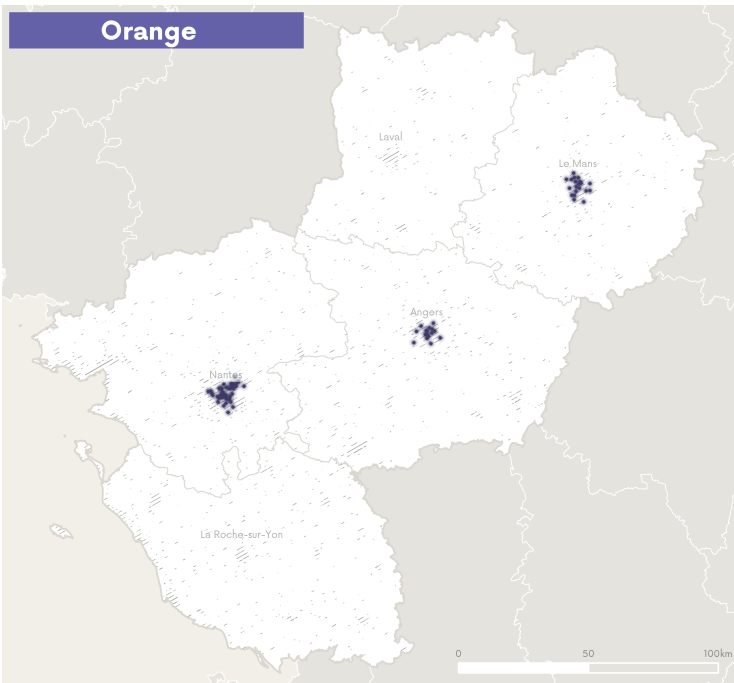 Orange
Laval
Le Mans
Angers
Nantes
La Roche-sur-Yon
0 50 100km